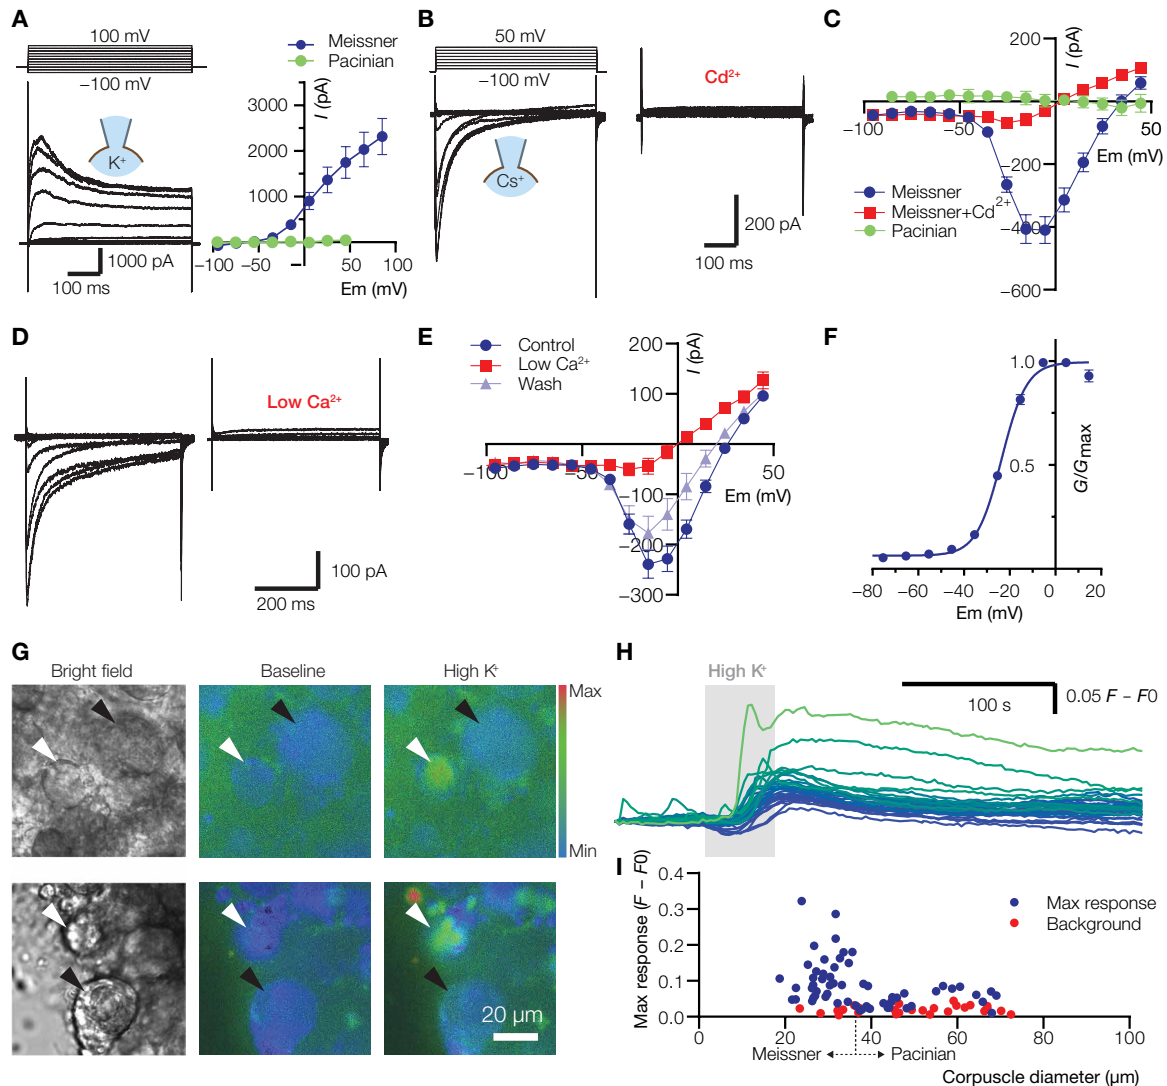 A
100 mV
−100 mV
K⁺
1000 pA
100 ms
Meissner
Pacinian
I (pA)
3000
2000
1000
0
−100
−50
50
100
Em (mV)
B
50 mV
−100 mV
Cs⁺
Cd²⁺
200 pA
100 ms
C
200
I (pA)
−100
−50
50
Em (mV)
−200
−400
−600
Meissner
Meissner+Cd²⁺
Pacinian
D
Low Ca²⁺
100 pA
200 ms
E
Control
Low Ca²⁺
Wash
200
I (pA)
100
−100
−50
50
Em (mV)
−100
−200
−300
F
1.0
0.5
G/Gmax
−80
−60
−40
−20
0
20
Em (mV)
G
Bright field
Baseline
High K⁺
Max
Min
20 µm
H
High K⁺
100 s
0.05 F − F0
I
Max response (F − F0)
0.4
0.3
0.2
0.1
0.0
Max response
Background
0
20
40
60
80
100
Meissner
Pacinian
Corpuscle diameter (µm)